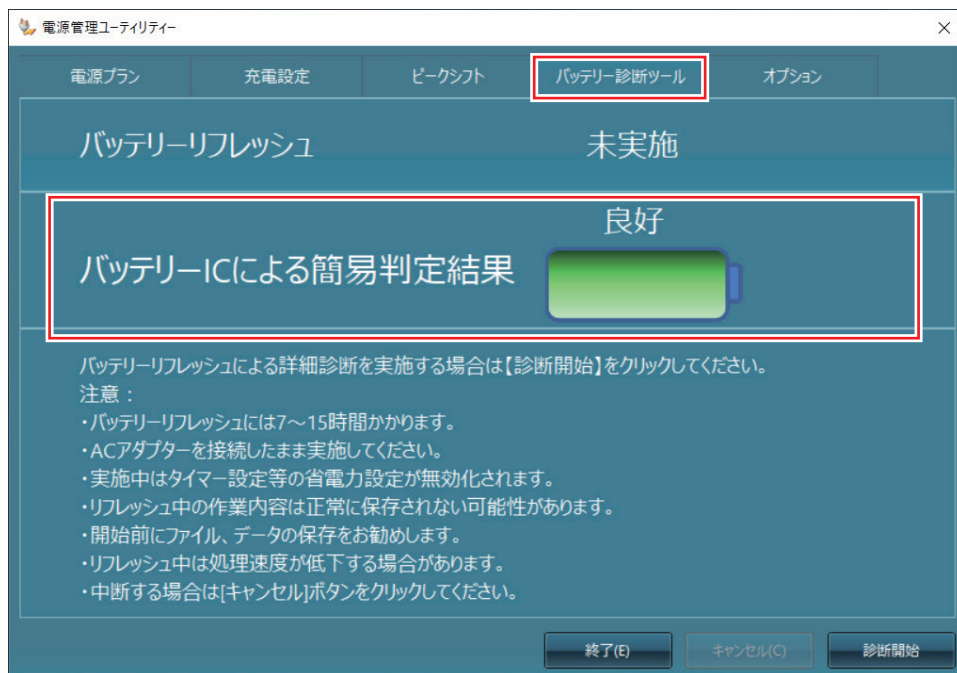 電源管理ユーティリティー
電源プラン 充電設定 ピークシフト バッテリー診断ツール オプション
バッテリーリフレッシュ 未実施
良好
バッテリーICによる簡易判定結果
バッテリーリフレッシュによる詳細診断を実施する場合は【診断開始】をクリックしてください。
注意：
・バッテリーリフレッシュには7～15時間かかります。
・ACアダプターを接続したまま実施してください。
・実施中はタイマー設定等の省電力設定が無効化されます。
・リフレッシュ中の作業内容は正常に保存されない可能性があります。
・開始前にファイル、データの保存をお勧めします。
・リフレッシュ中は処理速度が低下する場合があります。
・中断する場合は[キャンセル]ボタンをクリックしてください。
終了(E) キャンセル(C) 診断開始